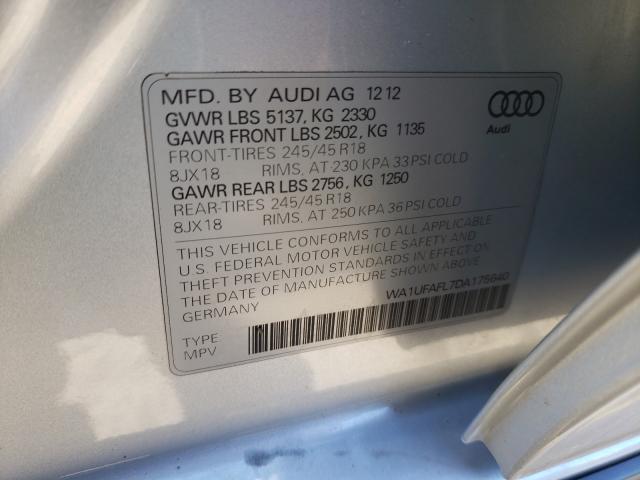 MFD. BY AUDI AG 12 12
GVWR LBS 5137, KG 2330
GAWR FRONT LBS 2502, KG 1135
FRONT-TIRES 245/45 R18
8JX18 RIMS, AT 230 KPA 33 PSI COLD
GAWR REAR LBS 2756, KG 1250
REAR-TIRES 245/45 R18
8JX18 RIMS, AT 250 KPA 36 PSI COLD
Audi
THIS VEHICLE CONFORMS TO ALL APPLICABLE
U.S. FEDERAL MOTOR VEHICLE SAFETY AND
THEFT PREVENTION STANDARDS IN EFFECT ON
THE DATE OF MANUFACTURE SHOWN ABOVE.
GERMANY WA1UFAFL7DA175640
TYPE
MPV